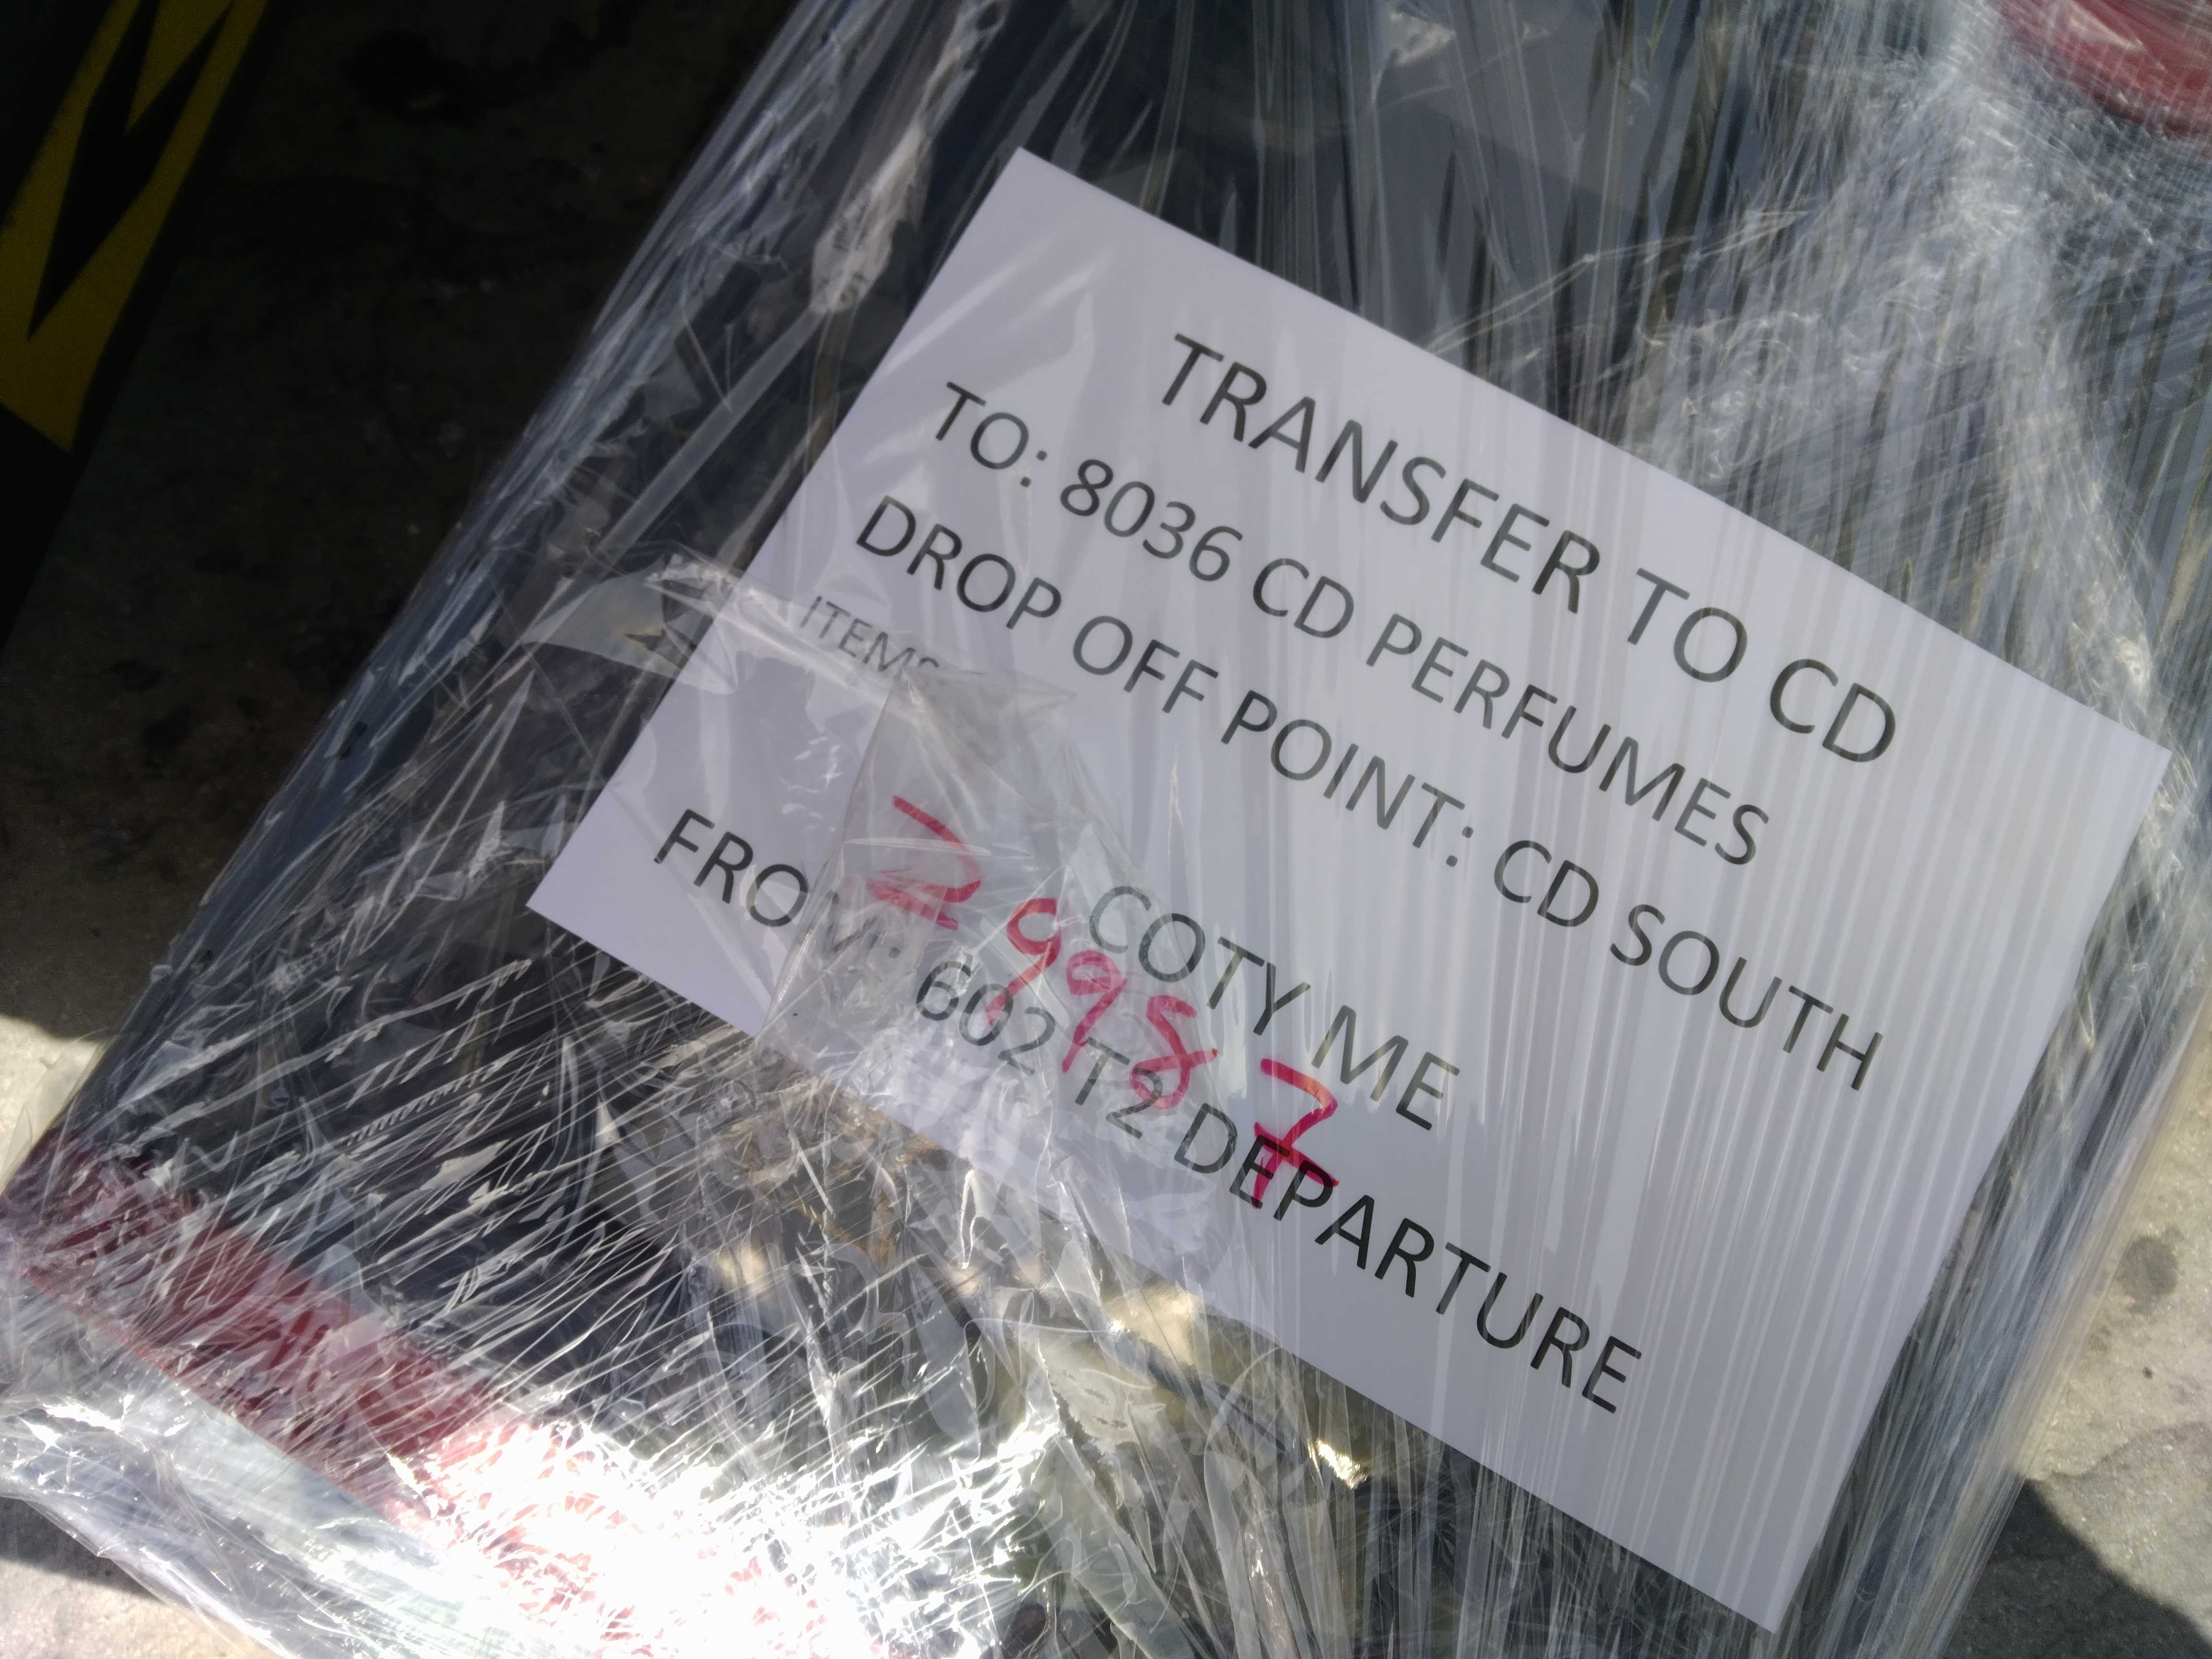 TRANSFER TO CD
TO: 8036 CD PERFUMES
DROP OFF POINT: CD SOUTH
ITEMS
COTY ME
FROM: 602 T2 DEPARTURE
29987